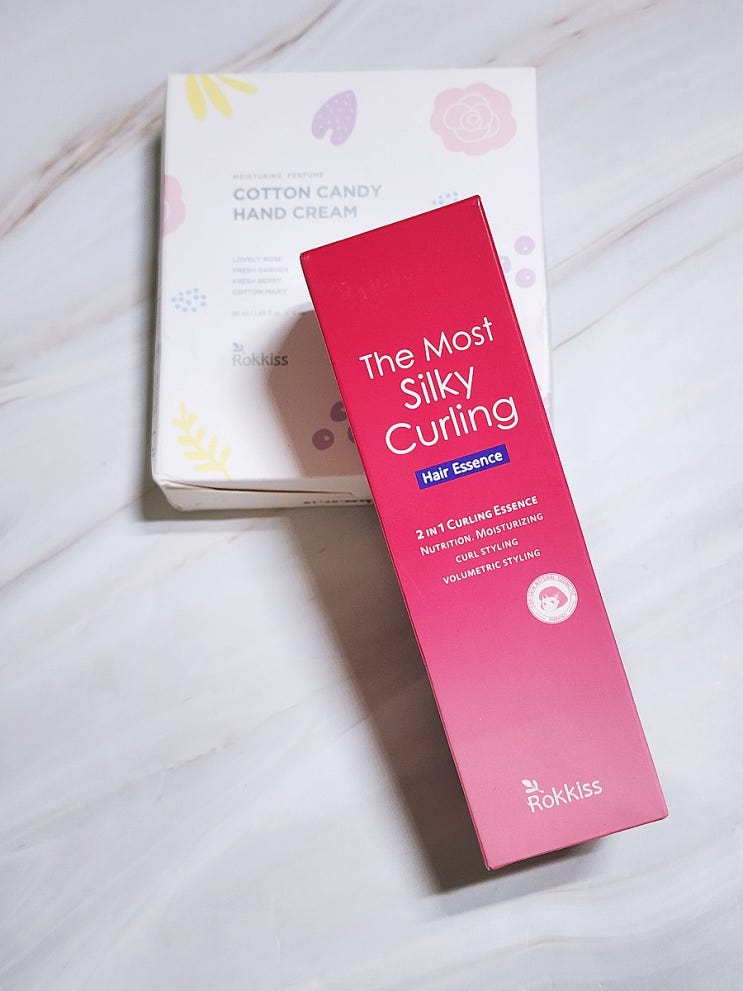 MOISTURING. PERFUME
COTTON CANDY
HAND CREAM
LOVELY ROSE
FRESH GARDEN
FRESH BERRY
COTTON MILKY
Rokkiss
The Most
Silky
Curling
Hair Essence
2 IN 1 CURLING ESSENCE
NUTRITION. MOISTURIZING
CURL STYLING
VOLUMETRIC STYLING
Rokkiss